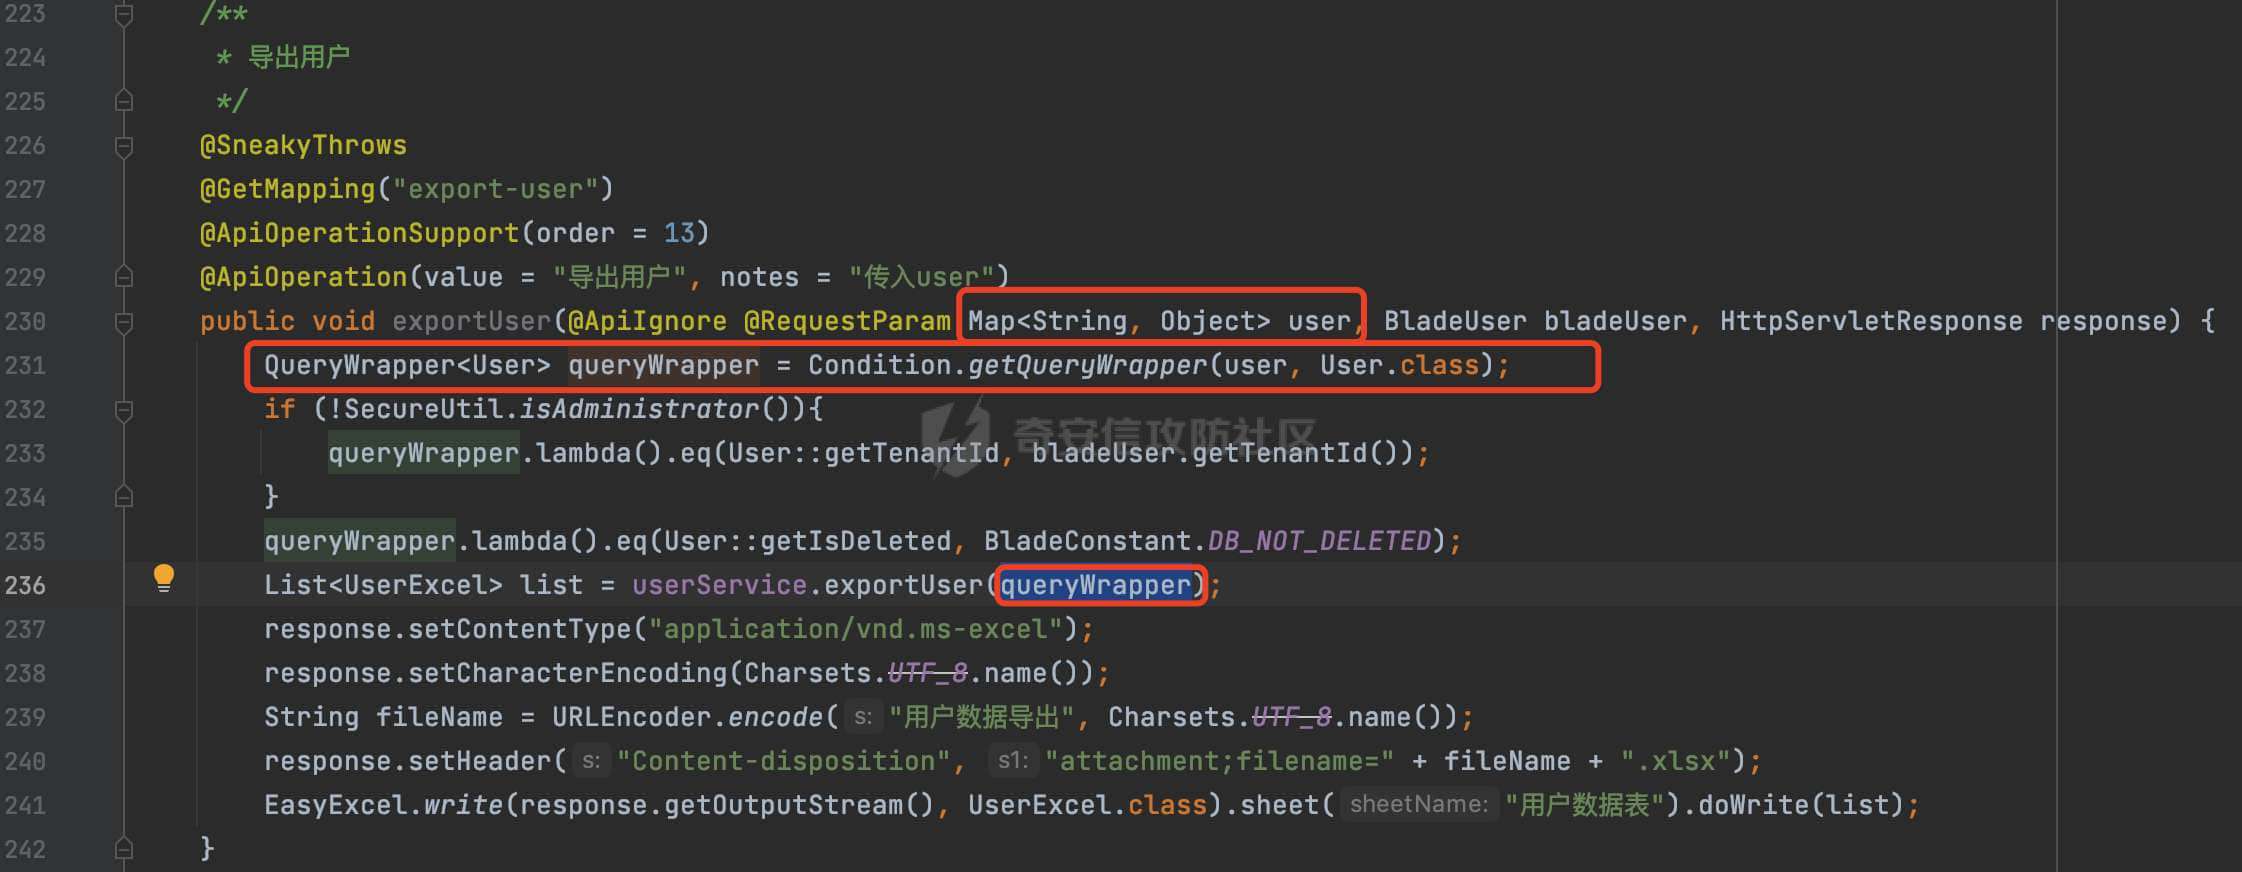 223 /**
224 * 导出用户
225 */
226 @SneakyThrows
227 @GetMapping("export-user")
228 @ApiOperationSupport(order = 13)
229 @ApiOperation(value = "导出用户", notes = "传入user")
230 public void exportUser(@ApiIgnore @RequestParam Map<String, Object> user, BladeUser bladeUser, HttpServletResponse response) {
231 QueryWrapper<User> queryWrapper = Condition.getQueryWrapper(user, User.class);
232 if (!SecureUtil.isAdministrator()){
奇安信攻防社区
233 queryWrapper.lambda().eq(User::getTenantId, bladeUser.getTenantId());
234 }
235 queryWrapper.lambda().eq(User::getIsDeleted, BladeConstant.DB_NOT_DELETED);
236 List<UserExcel> list = userService.exportUser(queryWrapper);
237 response.setContentType("application/vnd.ms-excel");
238 response.setCharacterEncoding(Charsets.UTF_8.name());
239 String fileName = URLEncoder.encode( s: "用户数据导出", Charsets.UTF_8.name());
240 response.setHeader( s: "Content-disposition", s1: "attachment;filename=" + fileName + ".xlsx");
241 EasyExcel.write(response.getOutputStream(), UserExcel.class).sheet( sheetName: "用户数据表").doWrite(list);
242 }